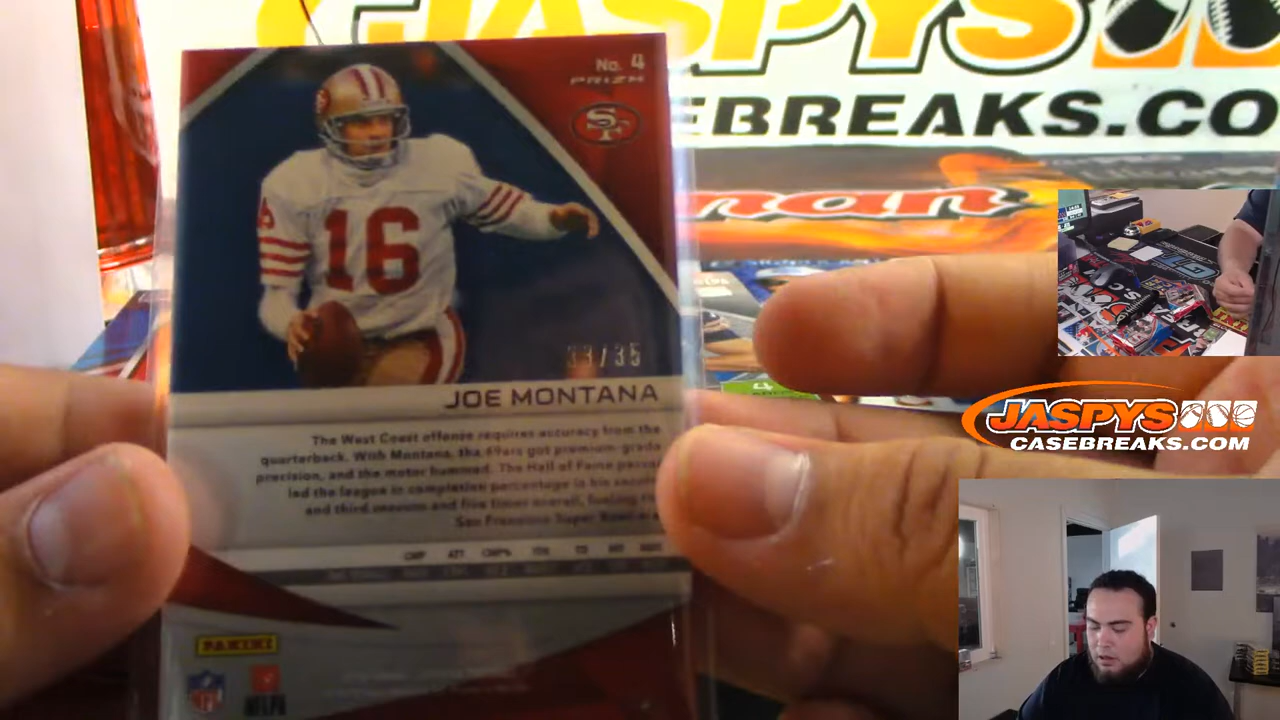 JASPYS
EBREAKS.CO
man
No. 4
PRIZM
SF
16
33/35
JOE MONTANA
The West Coast offense requires accuracy from the
quarterback. With Montana, the 49ers got premium-grade
precision, and the motor hummed. The Hall of Fame passer
led the league in completion percentage in his second
and third seasons and five times overall, fueling
San Francisco Super Bowl
CMP ATT CMP% YDS TD INT
PANINI
NFL
NFLPA
JASPYS
CASEBREAKS.COM